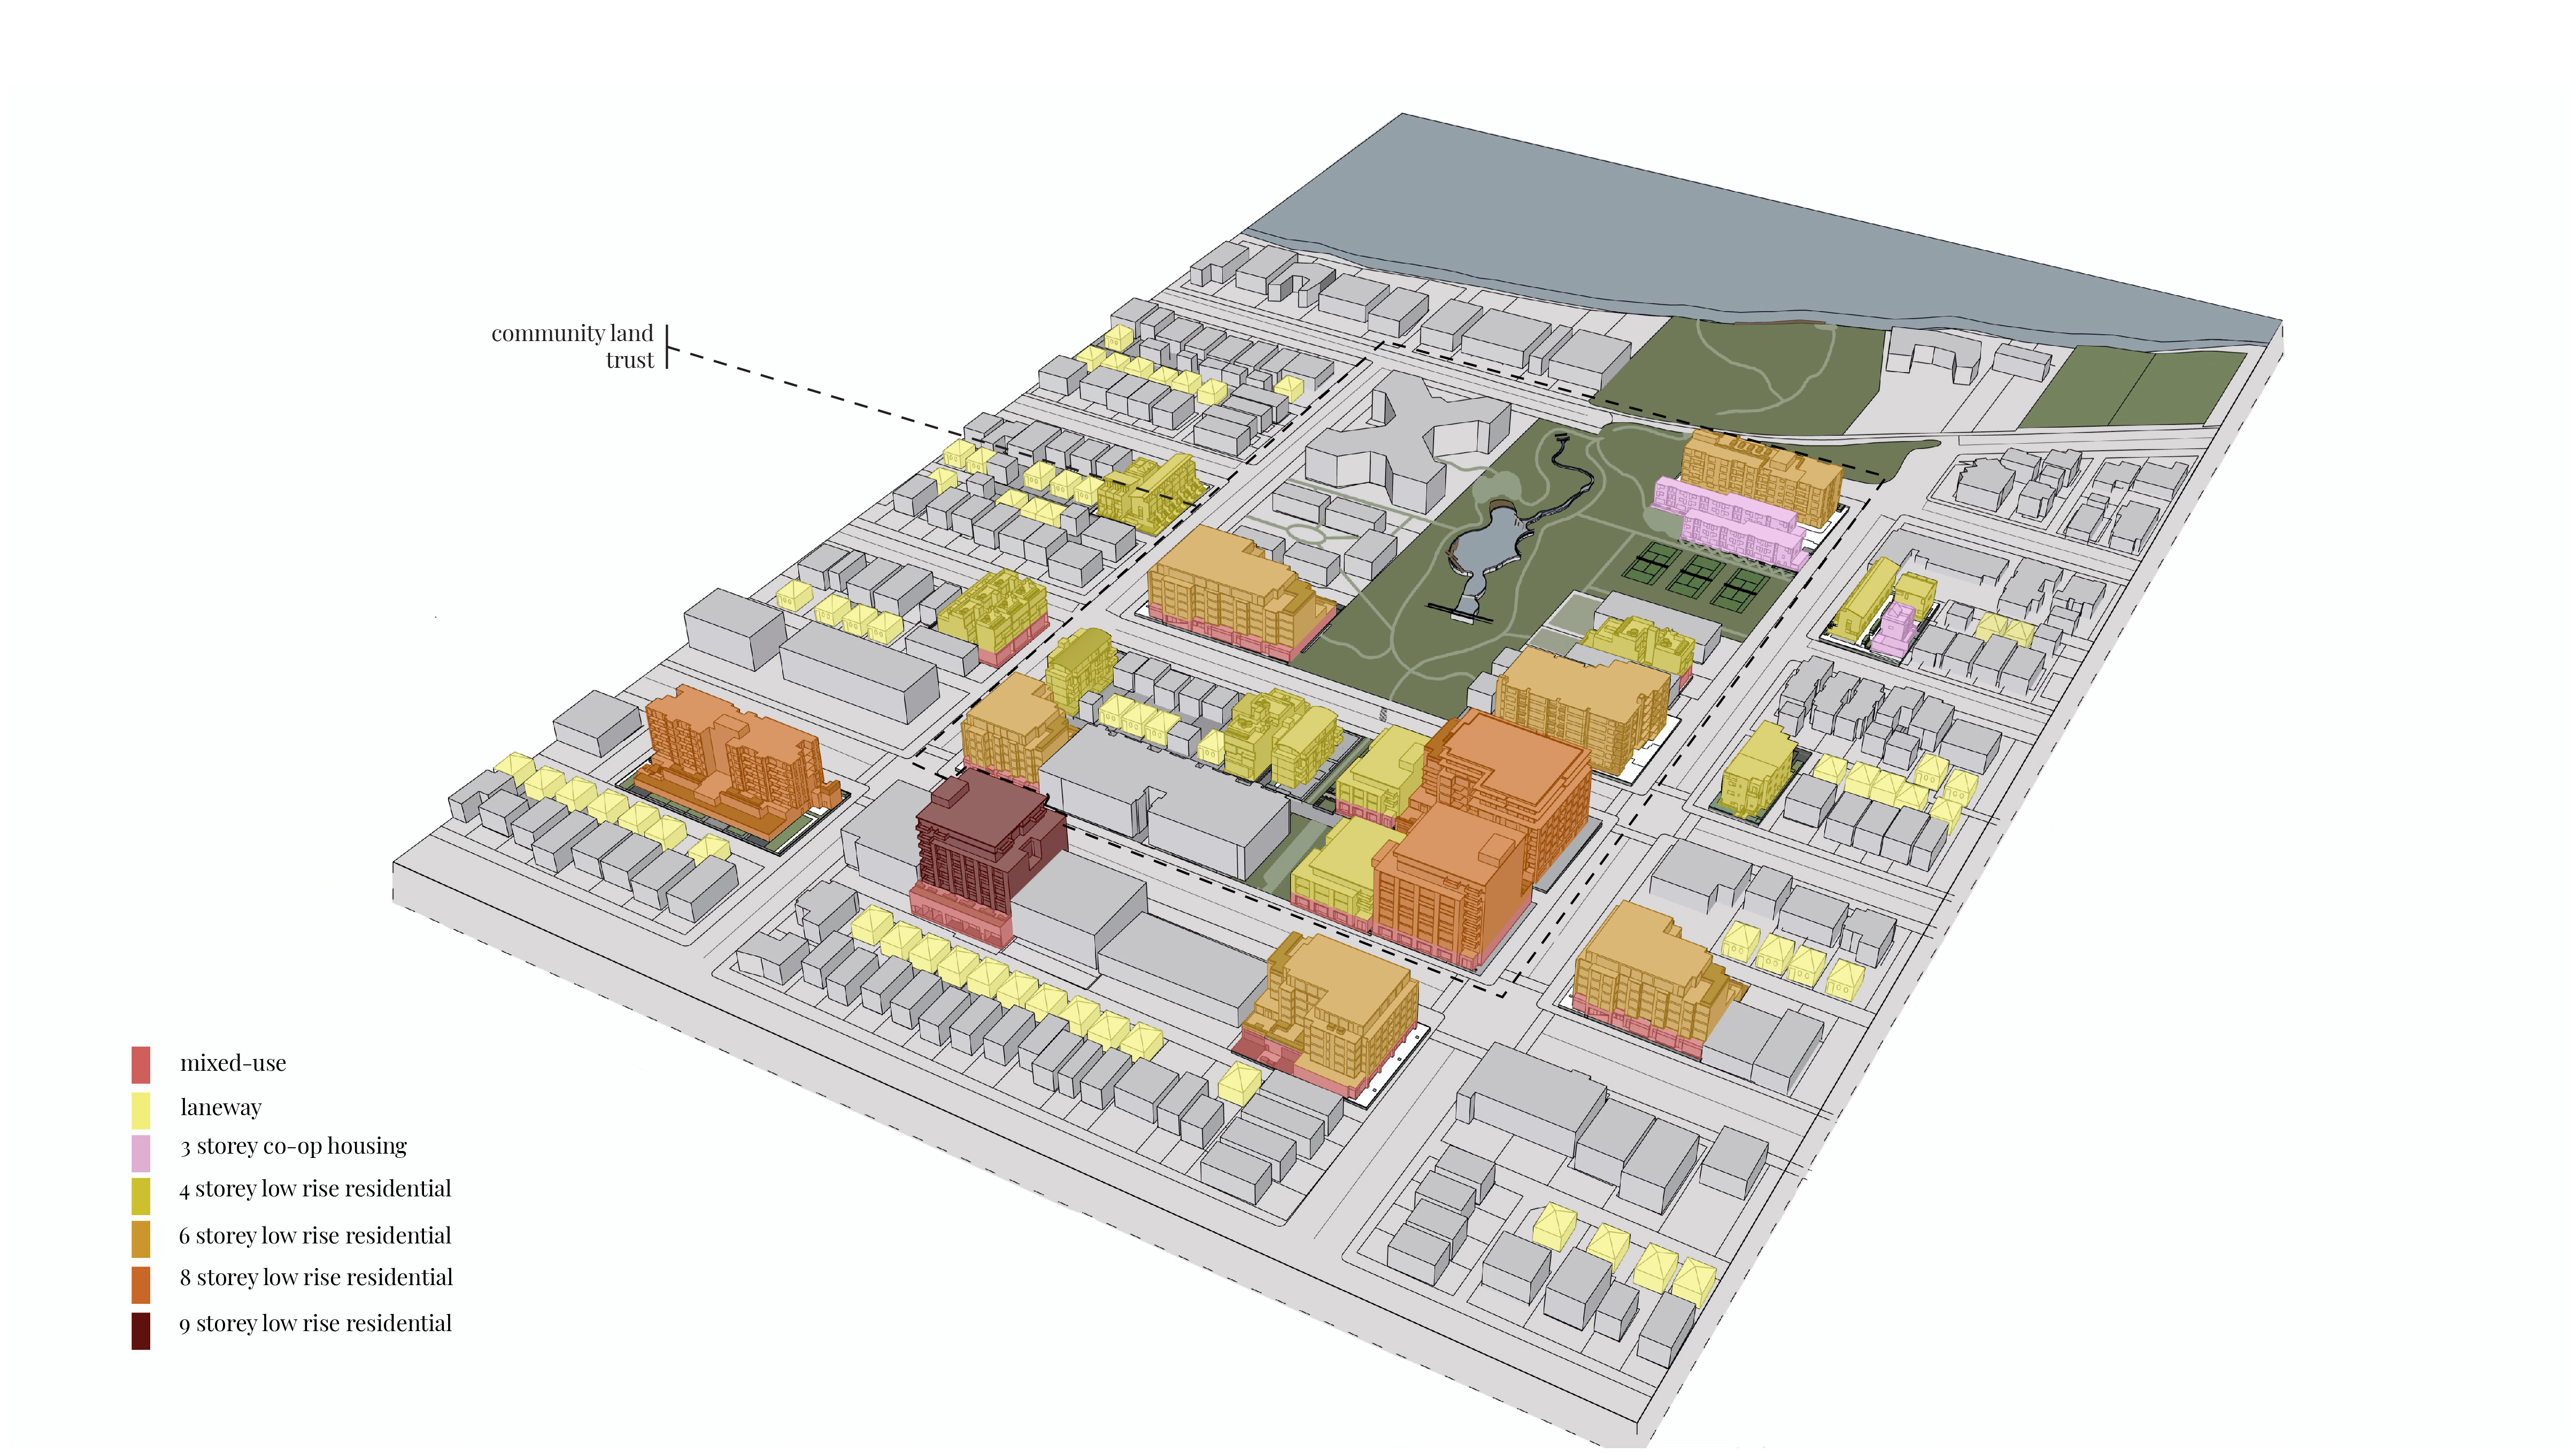 community land
trust
mixed-use
laneway
3 storey co-op housing
4 storey low rise residential
6 storey low rise residential
8 storey low rise residential
9 storey low rise residential